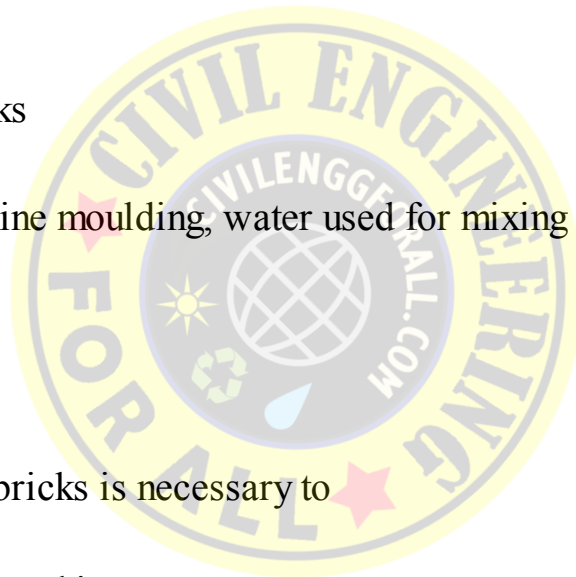 ks
CIVIL ENGINEERING
CIVILENGGFORALL.COM
ine moulding, water used for mixing
FOR ALL
bricks is necessary to